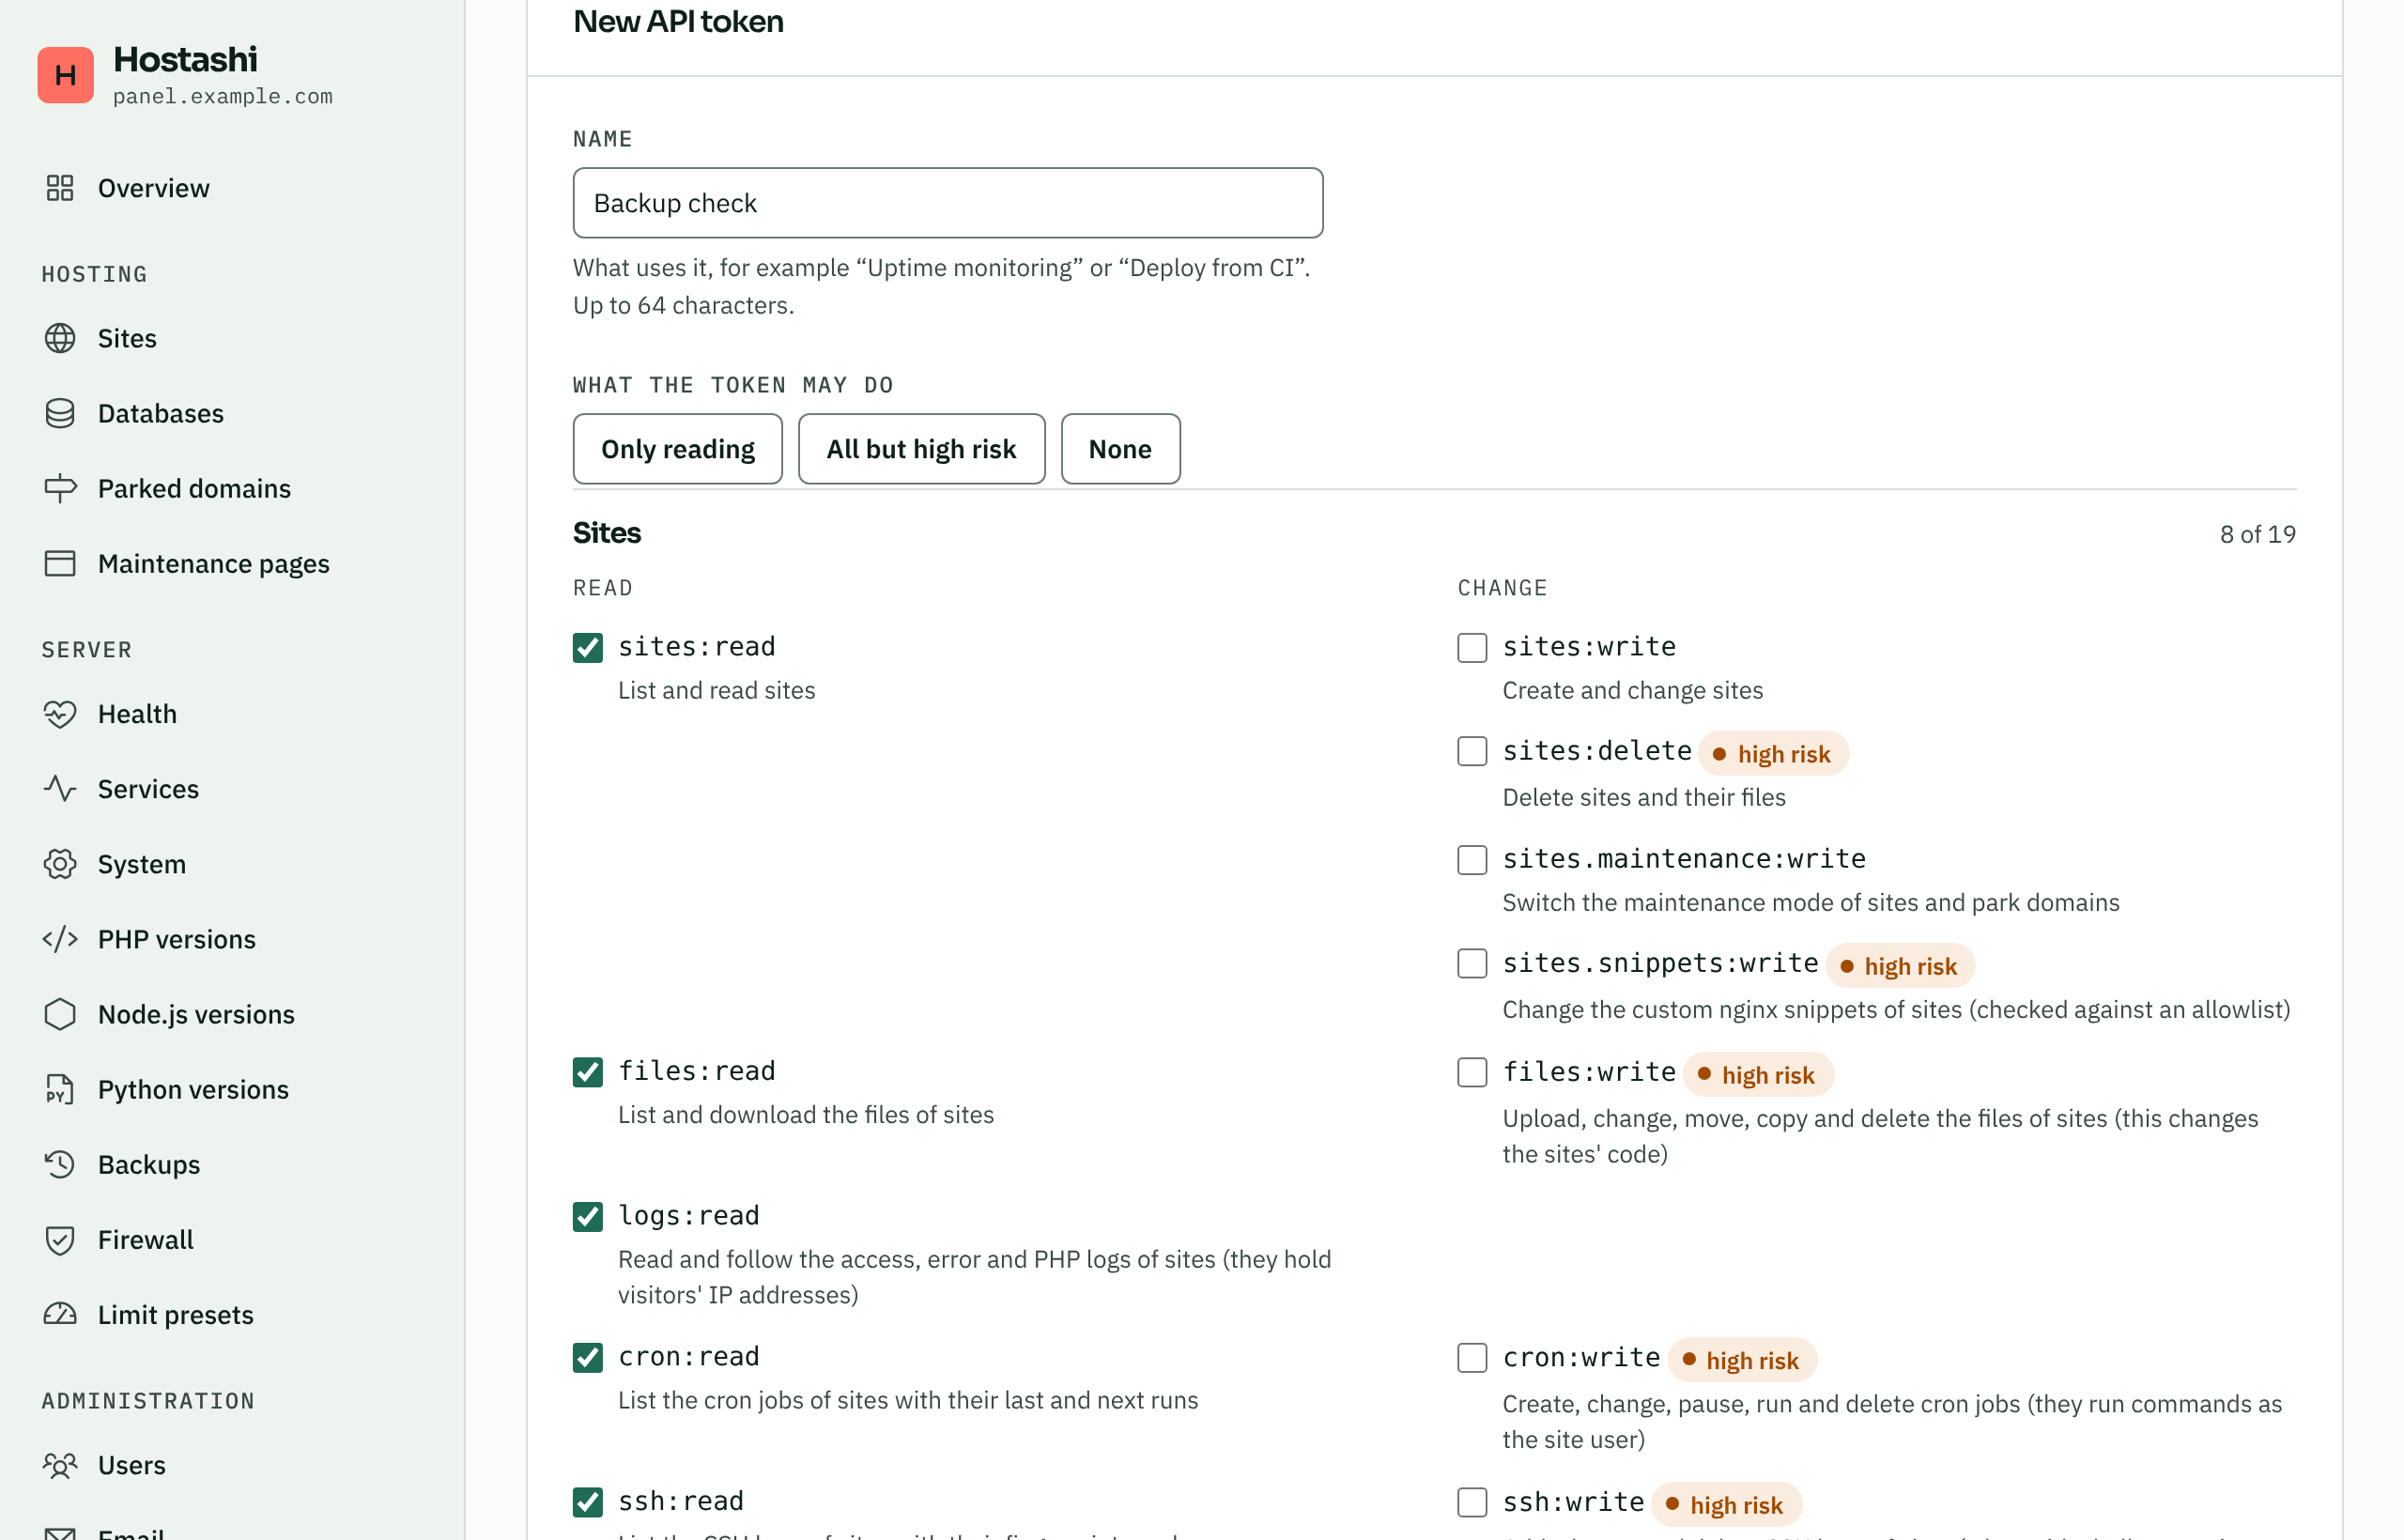 Hostashi
panel.example.com
Overview
HOSTING
Sites
Databases
Parked domains
Maintenance pages
SERVER
Health
Services
System
PHP versions
Node.js versions
Python versions
Backups
Firewall
Limit presets
ADMINISTRATION
Users
Email
New API token
NAME
Backup check
What uses it, for example “Uptime monitoring” or “Deploy from CI”.
Up to 64 characters.
WHAT THE TOKEN MAY DO
Only reading All but high risk None
Sites 8 of 19
READ CHANGE
sites:read
List and read sites
sites:write
Create and change sites
sites:delete high risk
Delete sites and their files
sites.maintenance:write
Switch the maintenance mode of sites and park domains
sites.snippets:write high risk
Change the custom nginx snippets of sites (checked against an allowlist)
files:read
List and download the files of sites
files:write high risk
Upload, change, move, copy and delete the files of sites (this changes
the sites' code)
logs:read
Read and follow the access, error and PHP logs of sites (they hold
visitors' IP addresses)
cron:read
List the cron jobs of sites with their last and next runs
cron:write high risk
Create, change, pause, run and delete cron jobs (they run commands as
the site user)
ssh:read
ssh:write high risk